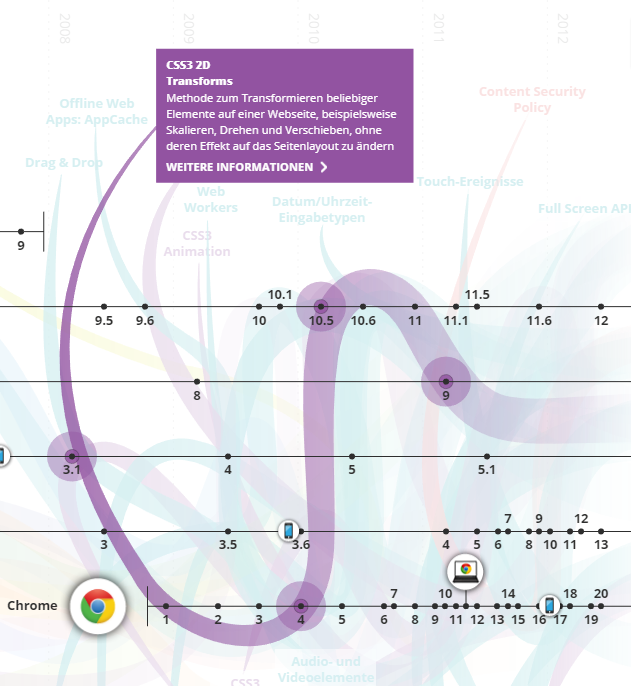 2008
2009
2010
2011
2012
CSS3 2D
Transforms
Methode zum Transformieren beliebiger
Elemente auf einer Webseite, beispielsweise
Skalieren, Drehen und Verschieben, ohne
deren Effekt auf das Seitenlayout zu ändern
WEITERE INFORMATIONEN
Content Security
Policy
Offline Web
Apps: AppCache
Drag & Drop
Touch-Ereignisse
Web
Workers
Datum/Uhrzeit-
Eingabetypen
Full Screen API
CSS3
Animation
9
10.1
11.5
9.5 9.6 10 10.5 10.6 11 11.1 11.6 12
8 9
3.1 4 5 5.1
7 9 12
3 3.5 3.6 4 5 6 8 10 11 13
7 10 14 18 20
Chrome
1 2 3 4 5 6 8 9 11 12 13 15 16 17 19
Audio- und
Videoelemente
CSS3